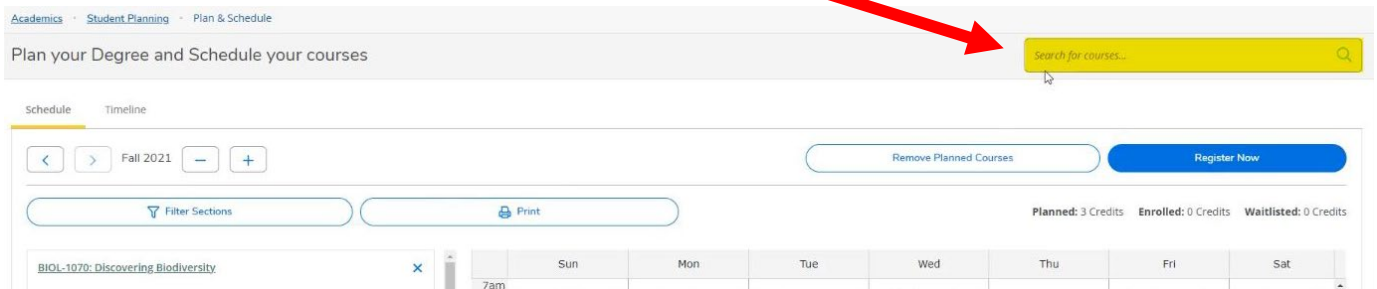 Academics · Student Planning · Plan & Schedule
Plan your Degree and Schedule your courses
Search for courses...
Schedule Timeline
Fall 2021
Remove Planned Courses Register Now
Filter Sections Print Planned: 3 Credits Enrolled: 0 Credits Waitlisted: 0 Credits
BIOL-1070: Discovering Biodiversity
Sun Mon Tue Wed Thu Fri Sat
7am